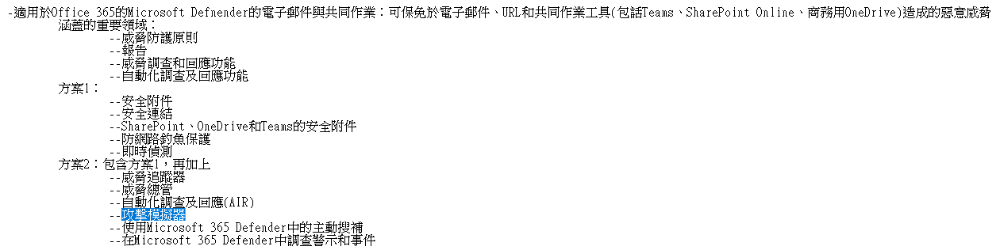 -適用於Office 365的Microsoft Defnender的電子郵件與共同作業：可保免於電子郵件、URL和共同作業工具(包話Teams、SharePoint Online、商務用OneDrive)造成的惡意威脅
涵蓋的重要領域：
--威脅防護原則
--報告
--威脅調查和回應功能
--自動化調查及回應功能
方案1：
--安全附件
--安全連結
--SharePoint、OneDrive和Teams的安全附件
--防網路釣魚保護
--即時偵測
方案2：包含方案1，再加上
--威脅追蹤器
--威脅總管
--自動化調查及回應(AIR)
--攻擊模擬器
--使用Microsoft 365 Defender中的主動搜補
--在Microsoft 365 Defender中調查警示和事件